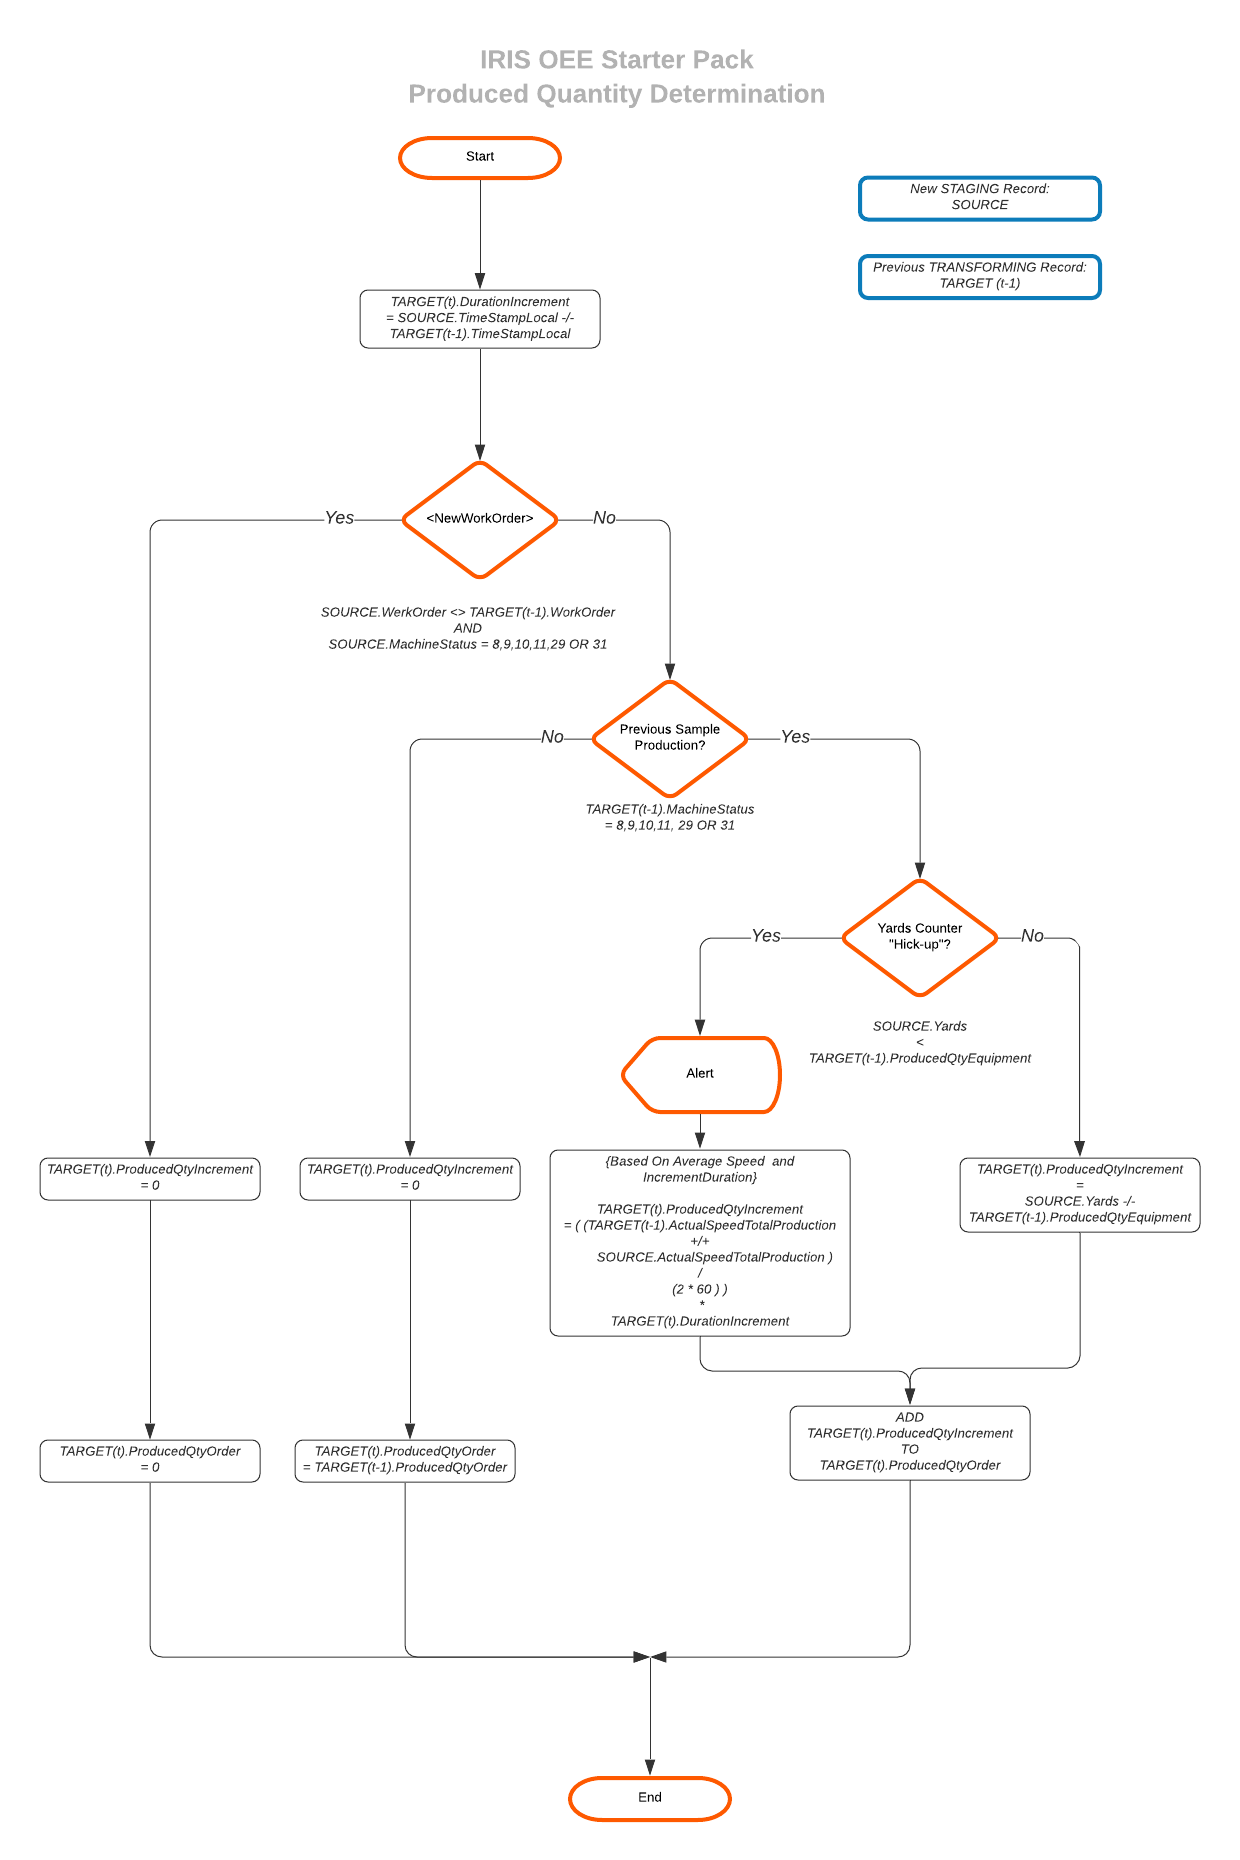 IRIS OEE Starter Pack
Produced Quantity Determination
Start
New STAGING Record:
SOURCE
Previous TRANSFORMING Record:
TARGET (t-1)
TARGET(t).DurationIncrement
= SOURCE.TimeStampLocal -/-
TARGET(t-1).TimeStampLocal
Yes
<NewWorkOrder>
No
SOURCE.WerkOrder <> TARGET(t-1).WorkOrder
AND
SOURCE.MachineStatus = 8,9,10,11,29 OR 31
No
Previous Sample
Production?
Yes
TARGET(t-1).MachineStatus
= 8,9,10,11, 29 OR 31
Yes
Yards Counter
"Hick-up"?
No
SOURCE.Yards
<
TARGET(t-1).ProducedQtyEquipment
Alert
TARGET(t).ProducedQtyIncrement
= 0
TARGET(t).ProducedQtyIncrement
= 0
{Based On Average Speed and
IncrementDuration}
TARGET(t).ProducedQtyIncrement
= ( (TARGET(t-1).ActualSpeedTotalProduction
+/+
SOURCE.ActualSpeedTotalProduction )
/
(2 * 60 ) )
*
TARGET(t).DurationIncrement
TARGET(t).ProducedQtyIncrement
=
SOURCE.Yards -/-
TARGET(t-1).ProducedQtyEquipment
TARGET(t).ProducedQtyOrder
= 0
TARGET(t).ProducedQtyOrder
= TARGET(t-1).ProducedQtyOrder
ADD
TARGET(t).ProducedQtyIncrement
TO
TARGET(t).ProducedQtyOrder
End